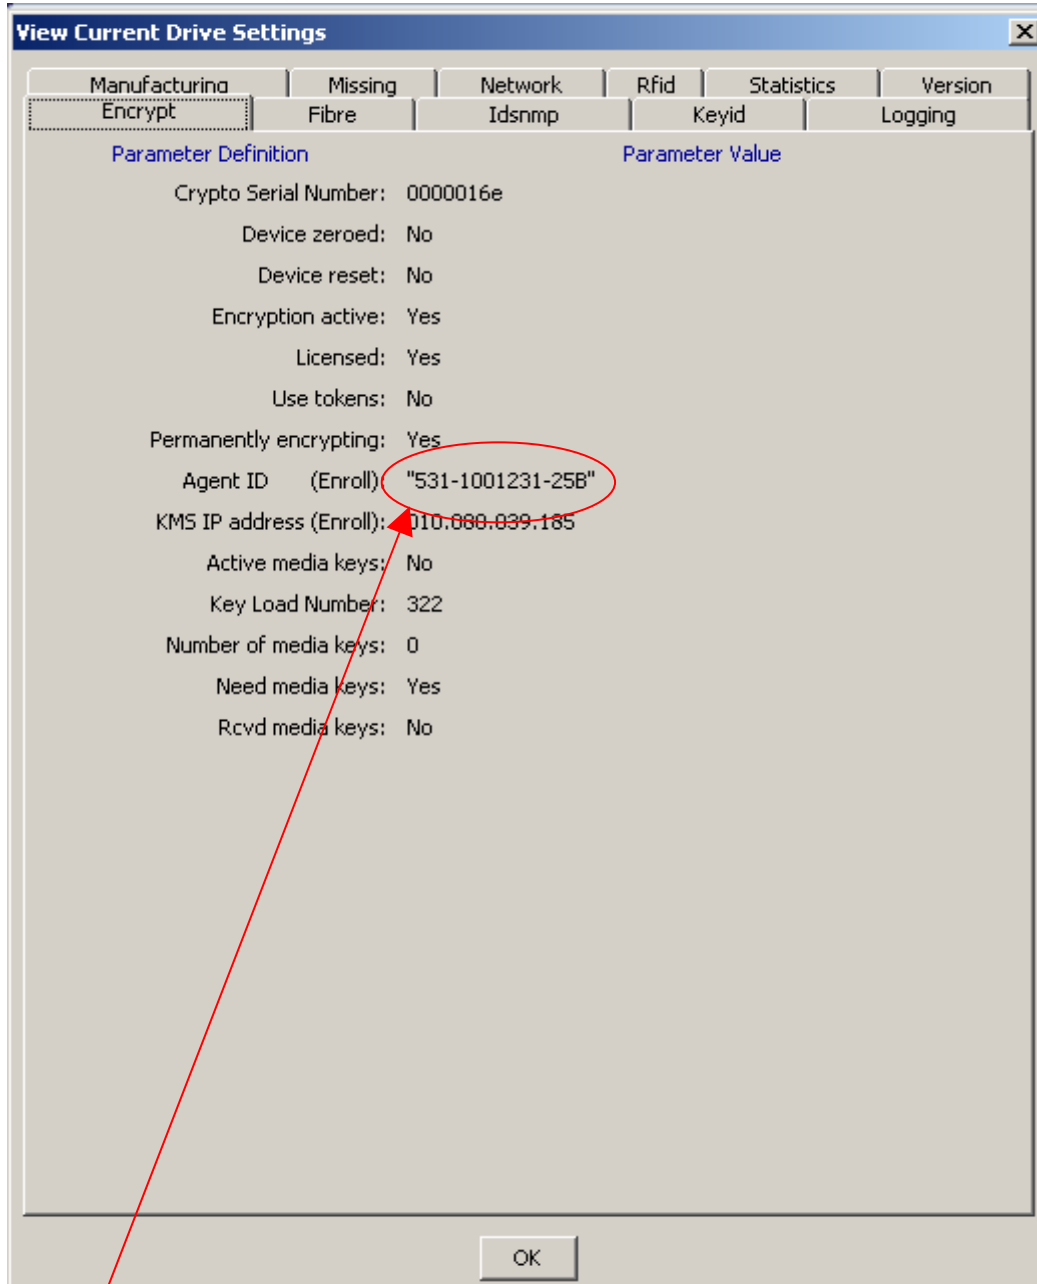 View Current Drive Settings
Manufacturing Missing Network Rfid Statistics Version
Encrypt Fibre Idsnmp Keyid Logging
Parameter Definition Parameter Value
Crypto Serial Number: 0000016e
Device zeroed: No
Device reset: No
Encryption active: Yes
Licensed: Yes
Use tokens: No
Permanently encrypting: Yes
Agent ID (Enroll): "531-1001231-25B"
KMS IP address (Enroll): 010.080.039.185
Active media keys: No
Key Load Number: 322
Number of media keys: 0
Need media keys: Yes
Rcvd media keys: No
OK